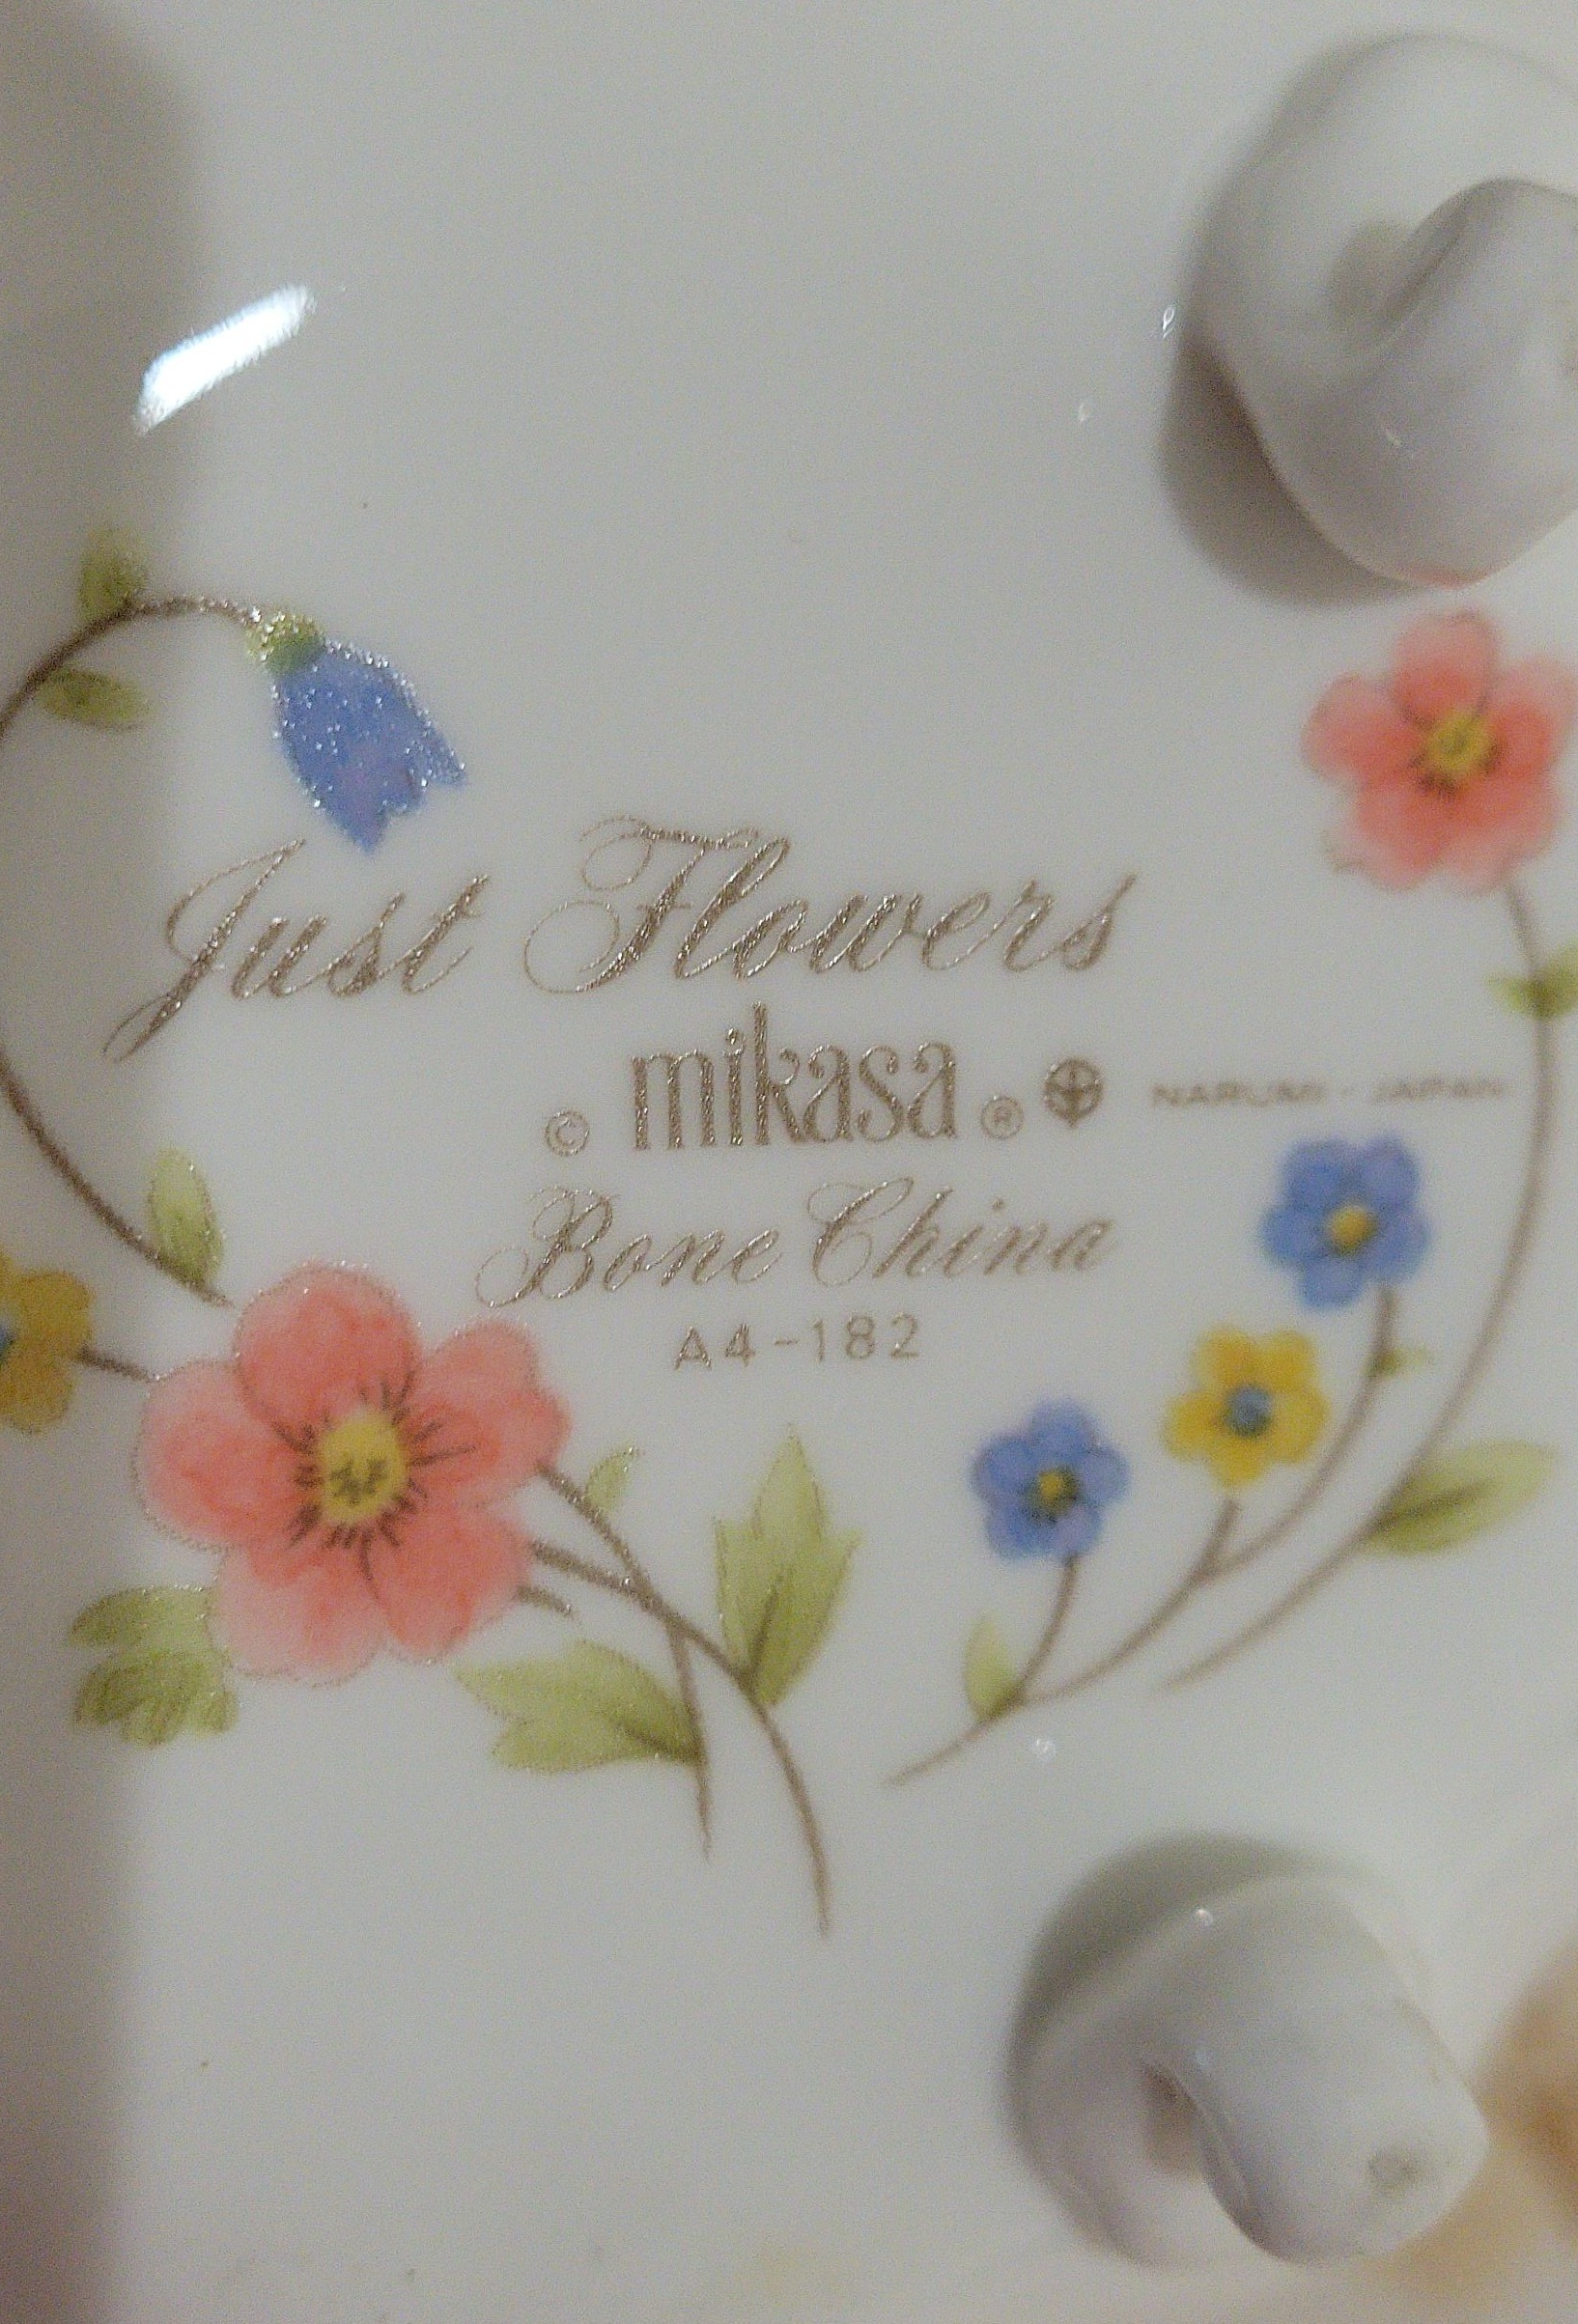 Just Flowers
© mikasa ® NARUMI - JAPAN
Bone China
A4-182